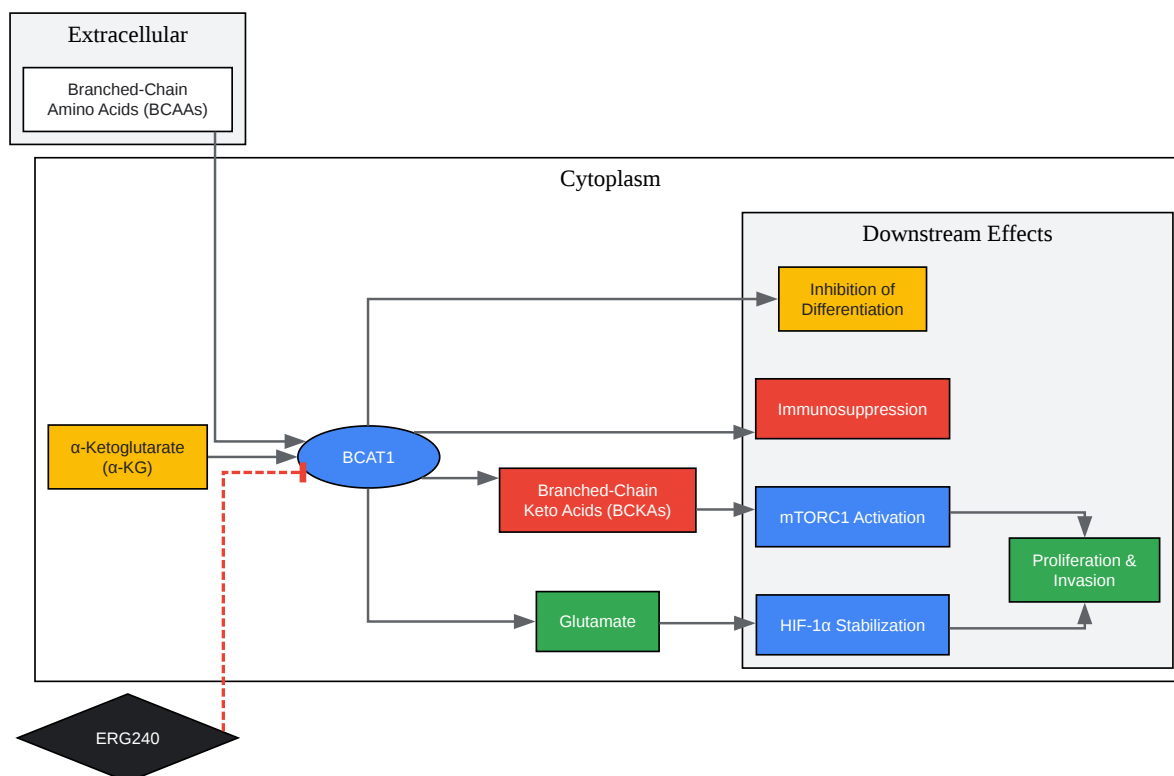 Extracellular
Branched-Chain
Amino Acids (BCAAs)
Cytoplasm
Downstream Effects
Inhibition of
Differentiation
Immunosuppression
α-Ketoglutarate
(α-KG)
BCAT1
Branched-Chain
Keto Acids (BCKAs)
mTORC1 Activation
Proliferation &
Invasion
Glutamate
HIF-1α Stabilization
ERG240